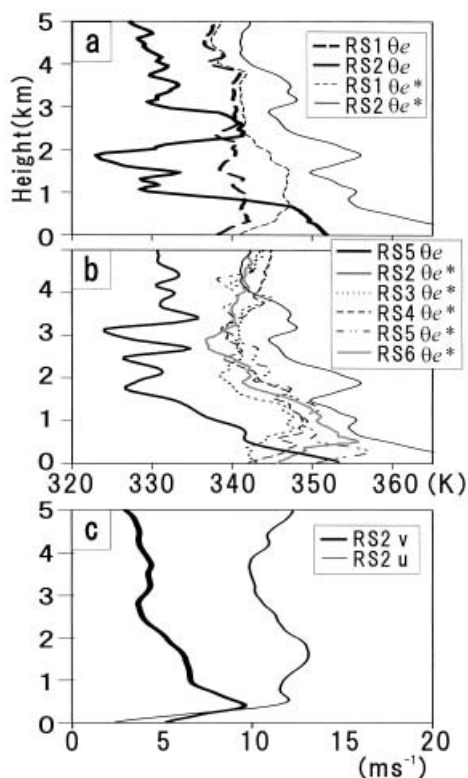 a
5
4
3
2
1
0
Height(km)
RS1 θe
RS2 θe
RS1 θe*
RS2 θe*
b
4
3
2
1
0
RS5 θe
RS2 θe*
RS3 θe*
RS4 θe*
RS5 θe*
RS6 θe*
320 330 340 350 360 (K)
c
5
4
3
2
1
0
RS2 v
RS2 u
0 5 10 15 20
(ms⁻¹)